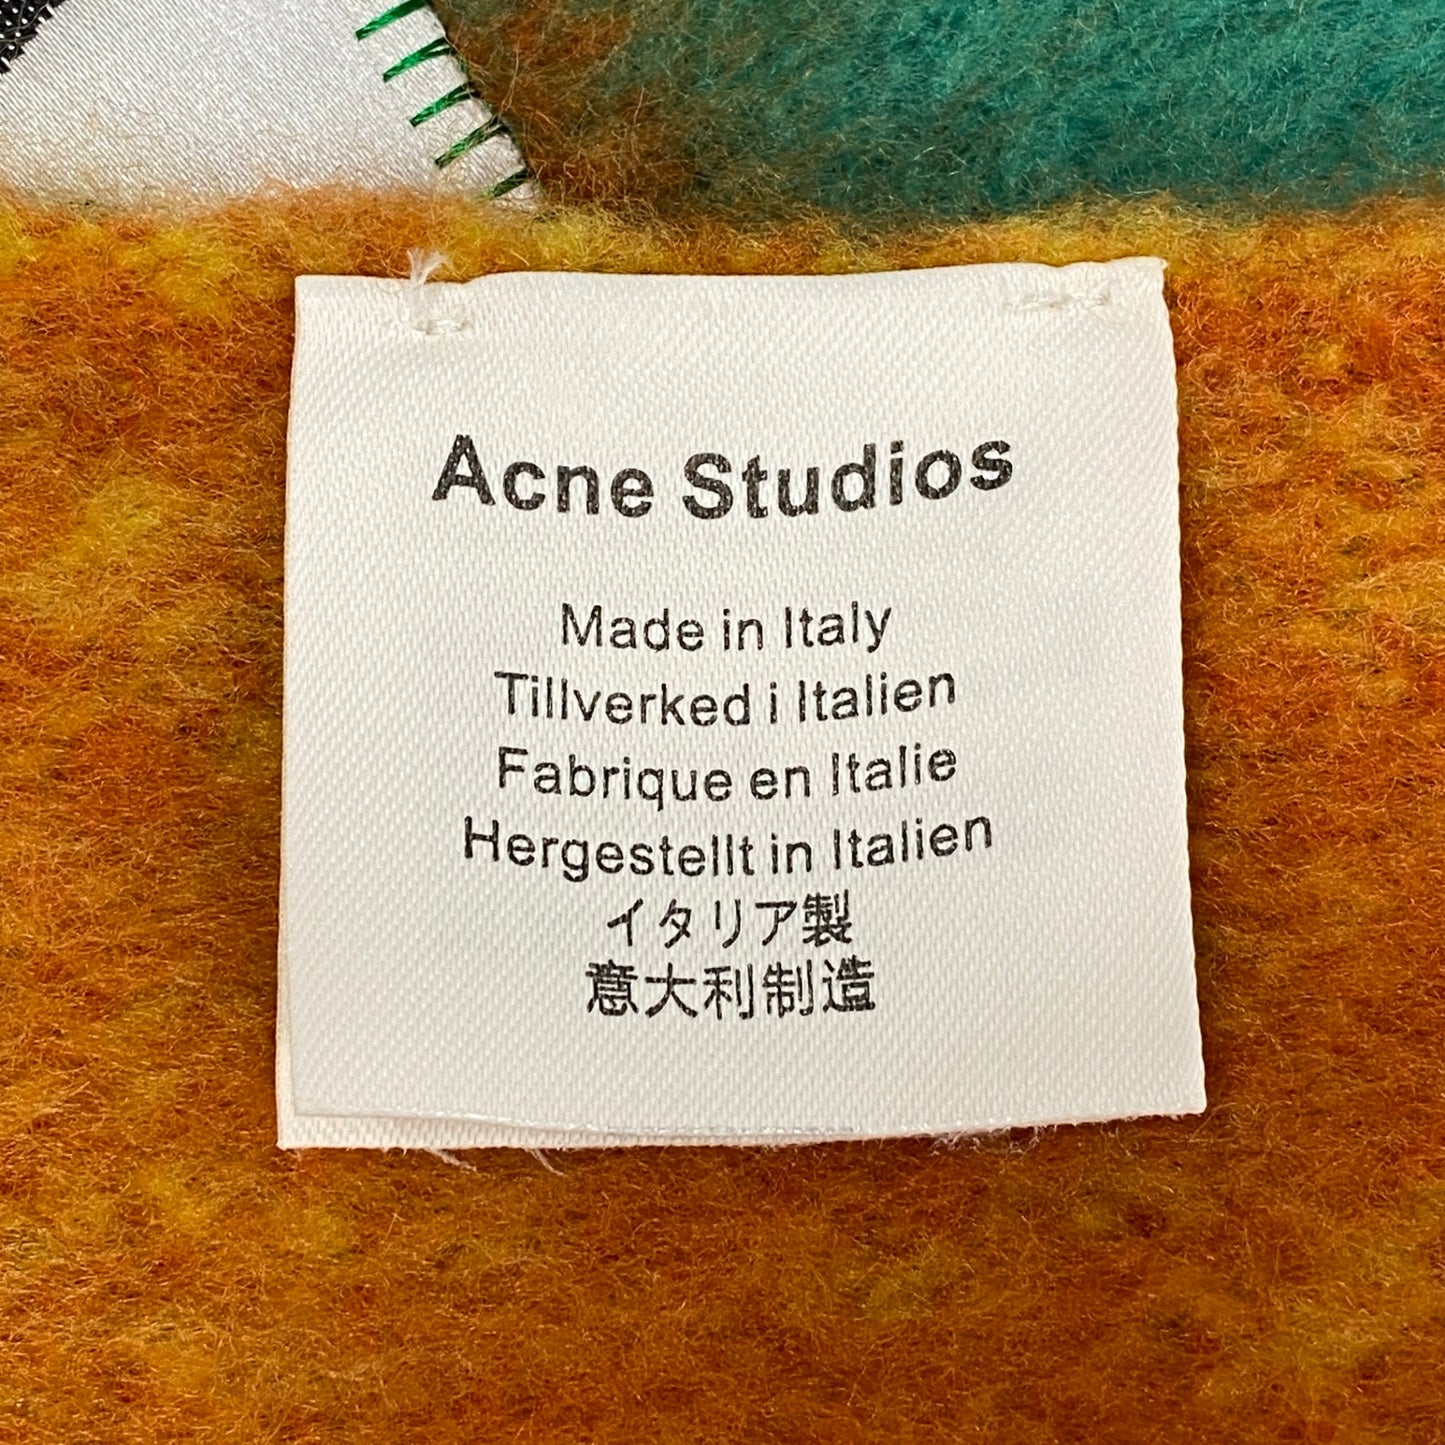 Acne Studios
Made in Italy
Tillverked i Italien
Fabrique en Italie
Hergestellt in Italien
イタリア製
意大利制造